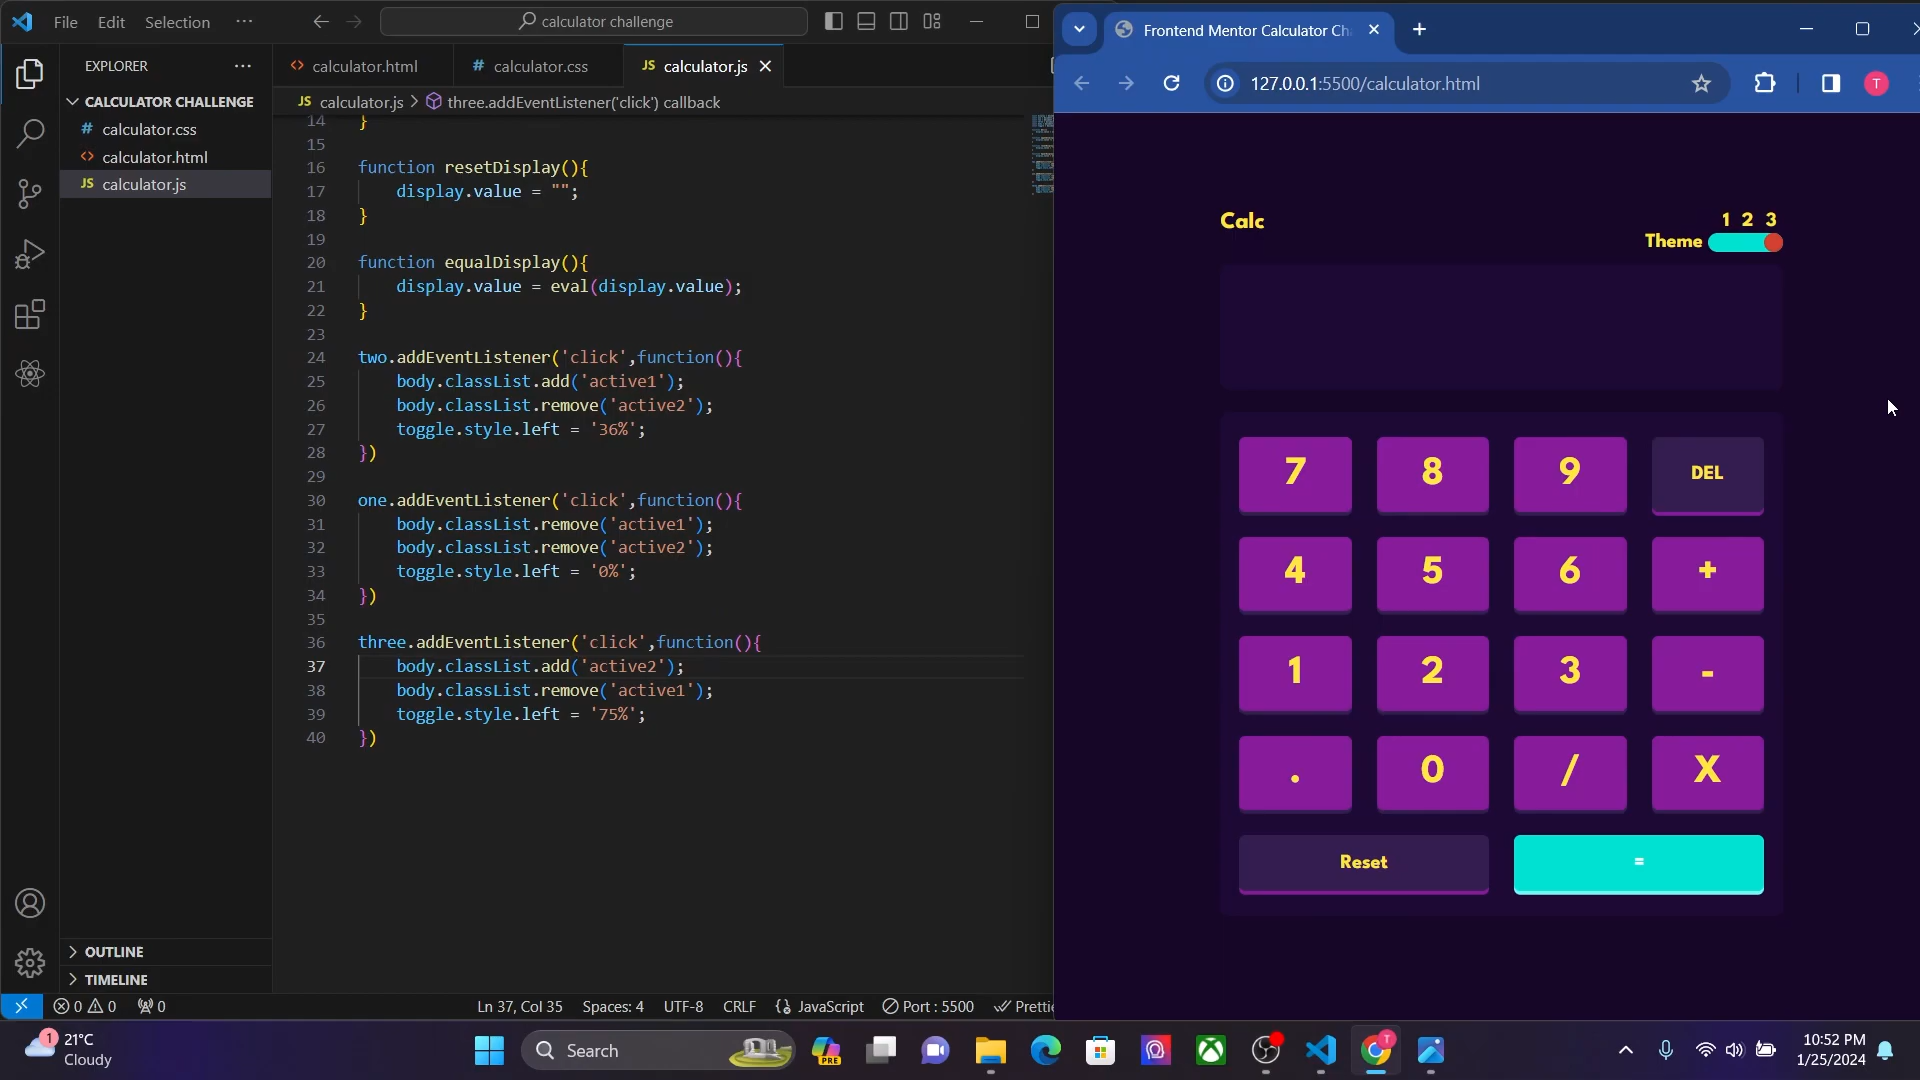 File Edit Selection ···
calculator challenge
EXPLORER ···
CALCULATOR CHALLENGE
# calculator.css
<> calculator.html
JS calculator.js
<> calculator.html
# calculator.css
JS calculator.js
JS calculator.js > three.addEventListener('click') callback
14 }
15
16 function resetDisplay(){
17 display.value = "";
18 }
19
20 function equalDisplay(){
21 display.value = eval(display.value);
22 }
23
24 two.addEventListener('click',function(){
25 body.classList.add('active1');
26 body.classList.remove('active2');
27 toggle.style.left = '36%';
28 })
29
30 one.addEventListener('click',function(){
31 body.classList.remove('active1');
32 body.classList.remove('active2');
33 toggle.style.left = '0%';
34 })
35
36 three.addEventListener('click',function(){
37 body.classList.add('active2');
38 body.classList.remove('active1');
39 toggle.style.left = '75%';
40 })
OUTLINE
TIMELINE
0 0 0
Ln 37, Col 35 Spaces: 4 UTF-8 CRLF {} JavaScript Port : 5500 Prettie
Frontend Mentor Calculator Ch
127.0.0.1:5500/calculator.html
T
Calc
1 2 3
Theme
7 8 9 DEL
4 5 6 +
1 2 3 -
. 0 / X
Reset =
1
21°C
Cloudy
Search
PRE
T
10:52 PM
1/25/2024